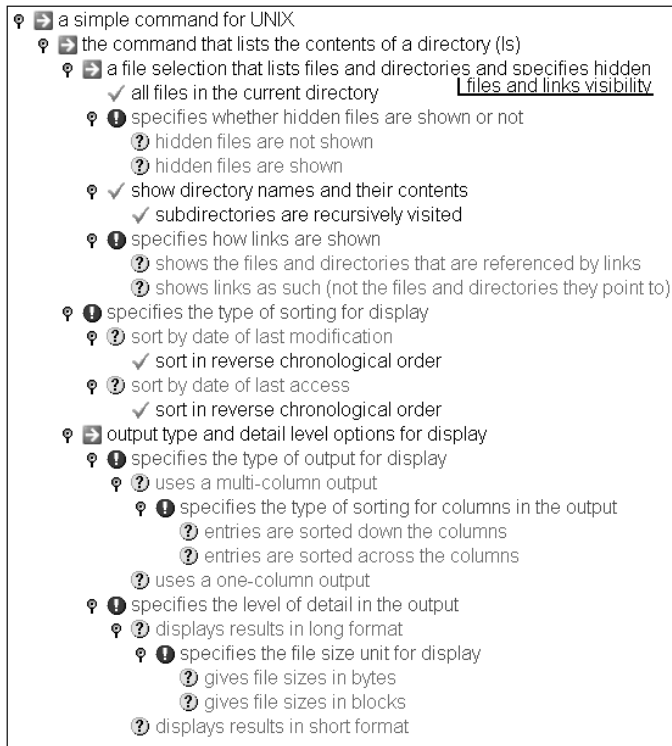 a simple command for UNIX
the command that lists the contents of a directory (ls)
a file selection that lists files and directories and specifies hidden
files and links visibility
all files in the current directory
specifies whether hidden files are shown or not
hidden files are not shown
hidden files are shown
show directory names and their contents
subdirectories are recursively visited
specifies how links are shown
shows the files and directories that are referenced by links
shows links as such (not the files and directories they point to)
specifies the type of sorting for display
sort by date of last modification
sort in reverse chronological order
sort by date of last access
sort in reverse chronological order
output type and detail level options for display
specifies the type of output for display
uses a multi-column output
specifies the type of sorting for columns in the output
entries are sorted down the columns
entries are sorted across the columns
uses a one-column output
specifies the level of detail in the output
displays results in long format
specifies the file size unit for display
gives file sizes in bytes
gives file sizes in blocks
displays results in short format